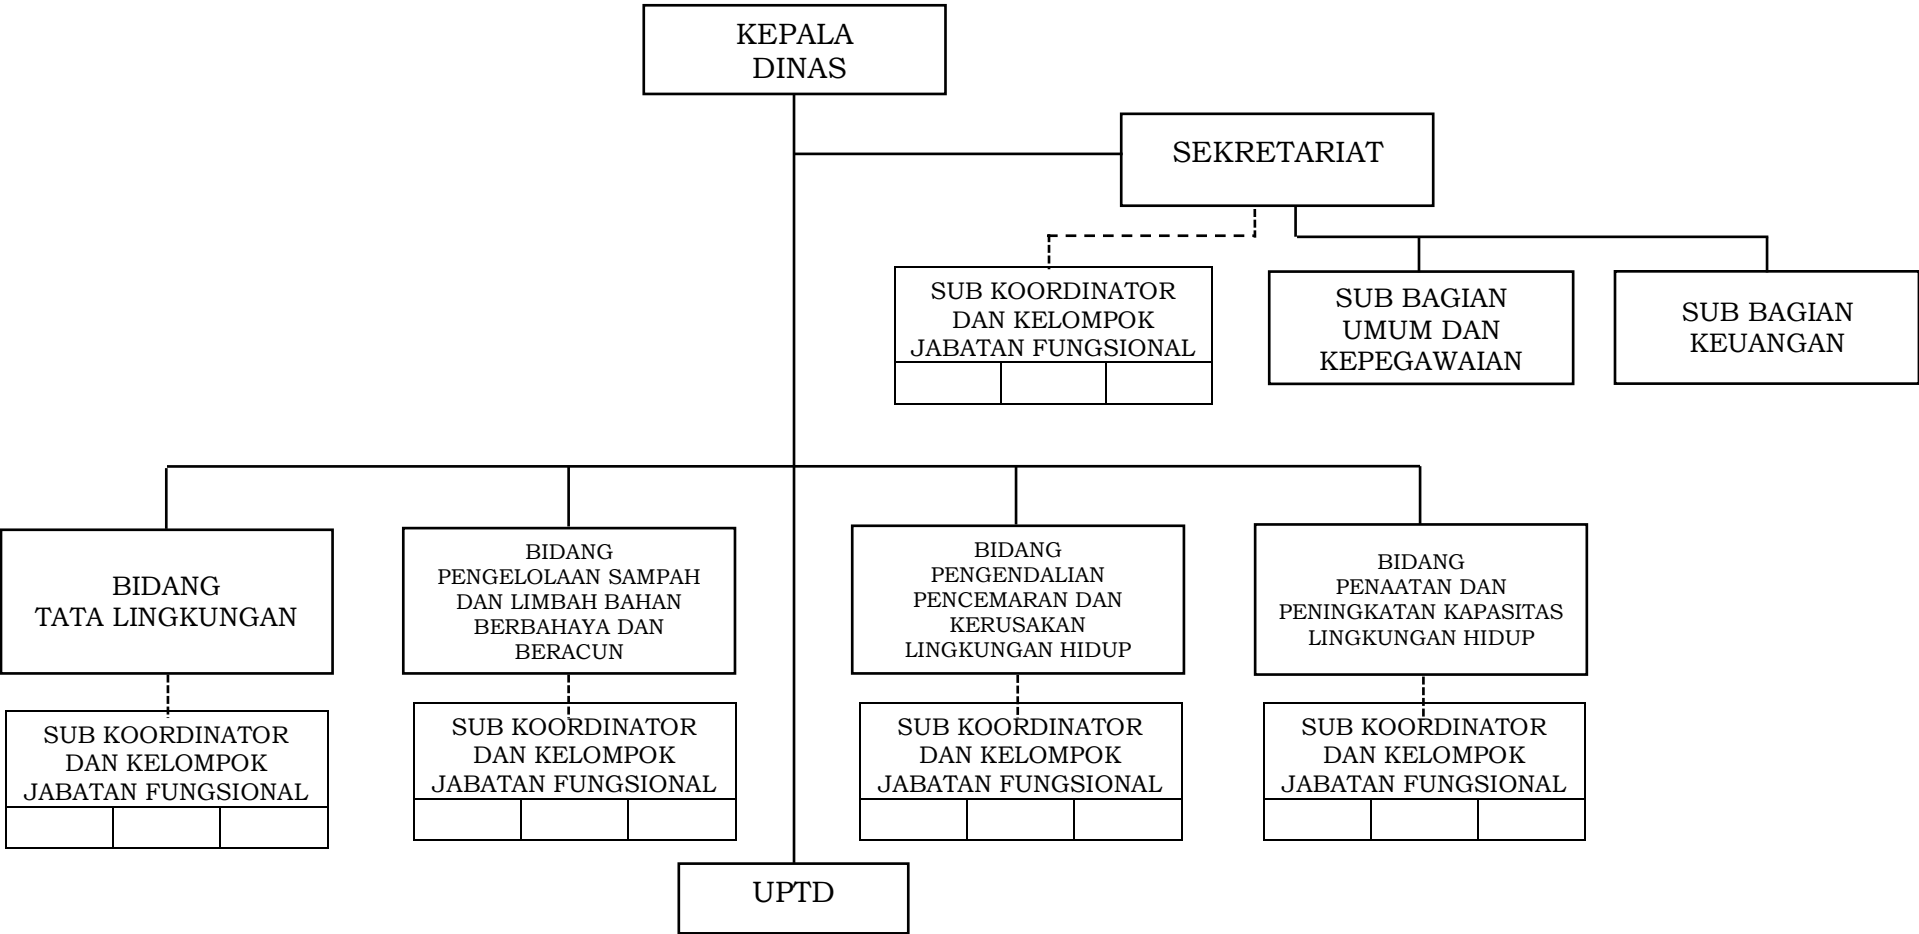 KEPALA
DINAS
SEKRETARIAT
SUB KOORDINATOR
DAN KELOMPOK
JABATAN FUNGSIONAL
SUB BAGIAN
UMUM DAN
KEPEGAWAIAN
SUB BAGIAN
KEUANGAN
BIDANG
TATA LINGKUNGAN
BIDANG
PENGELOLAAN SAMPAH
DAN LIMBAH BAHAN
BERBAHAYA DAN
BERACUN
BIDANG
PENGENDALIAN
PENCEMARAN DAN
KERUSAKAN
LINGKUNGAN HIDUP
BIDANG
PENAATAN DAN
PENINGKATAN KAPASITAS
LINGKUNGAN HIDUP
SUB KOORDINATOR
DAN KELOMPOK
JABATAN FUNGSIONAL
SUB KOORDINATOR
DAN KELOMPOK
JABATAN FUNGSIONAL
SUB KOORDINATOR
DAN KELOMPOK
JABATAN FUNGSIONAL
SUB KOORDINATOR
DAN KELOMPOK
JABATAN FUNGSIONAL
UPTD